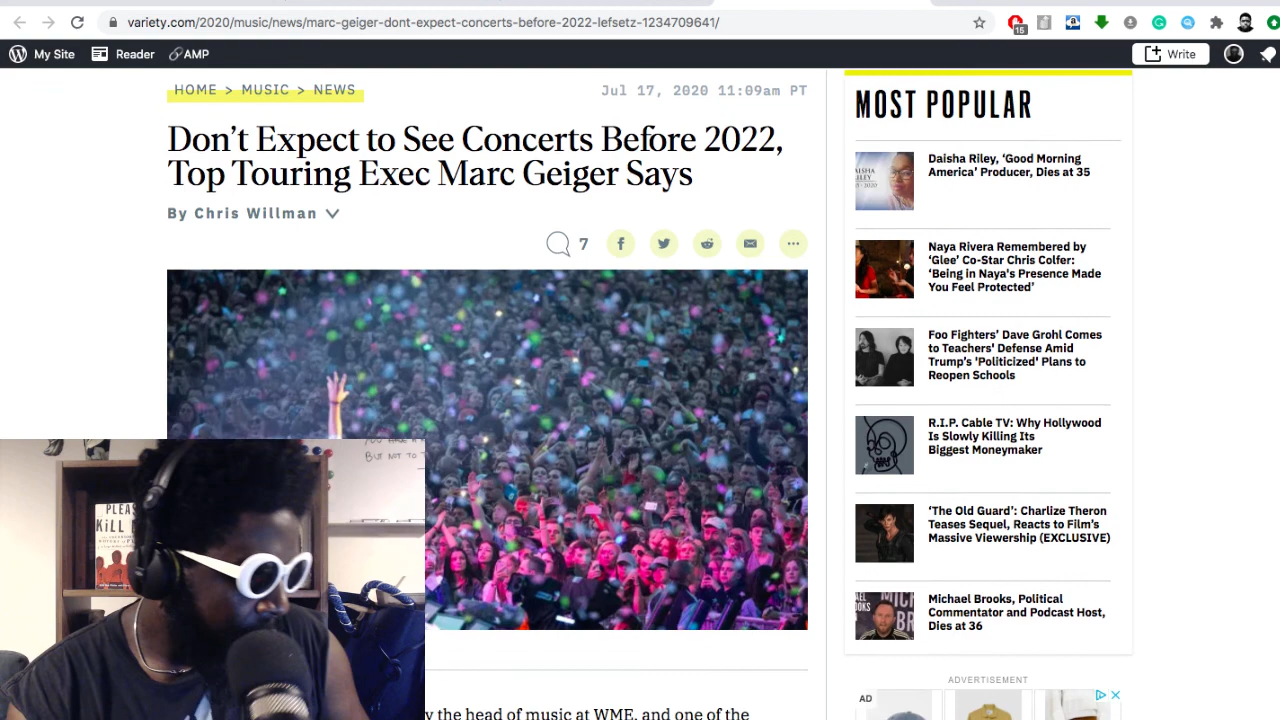 variety.com/2020/music/news/marc-geiger-dont-expect-concerts-before-2022-lefsetz-1234709641/
15
My Site
Reader
AMP
Write
HOME > MUSIC > NEWS
Jul 17, 2020 11:09am PT
Don’t Expect to See Concerts Before 2022,
Top Touring Exec Marc Geiger Says
By Chris Willman
7
y the head of music at WME, and one of the
PLEAS
KILL M
BUT NOT TO
MOST POPULAR
Daisha Riley, ‘Good Morning
America’ Producer, Dies at 35
Naya Rivera Remembered by
‘Glee’ Co-Star Chris Colfer:
‘Being in Naya’s Presence Made
You Feel Protected’
Foo Fighters’ Dave Grohl Comes
to Teachers' Defense Amid
Trump’s 'Politicized' Plans to
Reopen Schools
R.I.P. Cable TV: Why Hollywood
Is Slowly Killing Its
Biggest Moneymaker
‘The Old Guard’: Charlize Theron
Teases Sequel, Reacts to Film’s
Massive Viewership (EXCLUSIVE)
Michael Brooks, Political
Commentator and Podcast Host,
Dies at 36
ADVERTISEMENT
AD